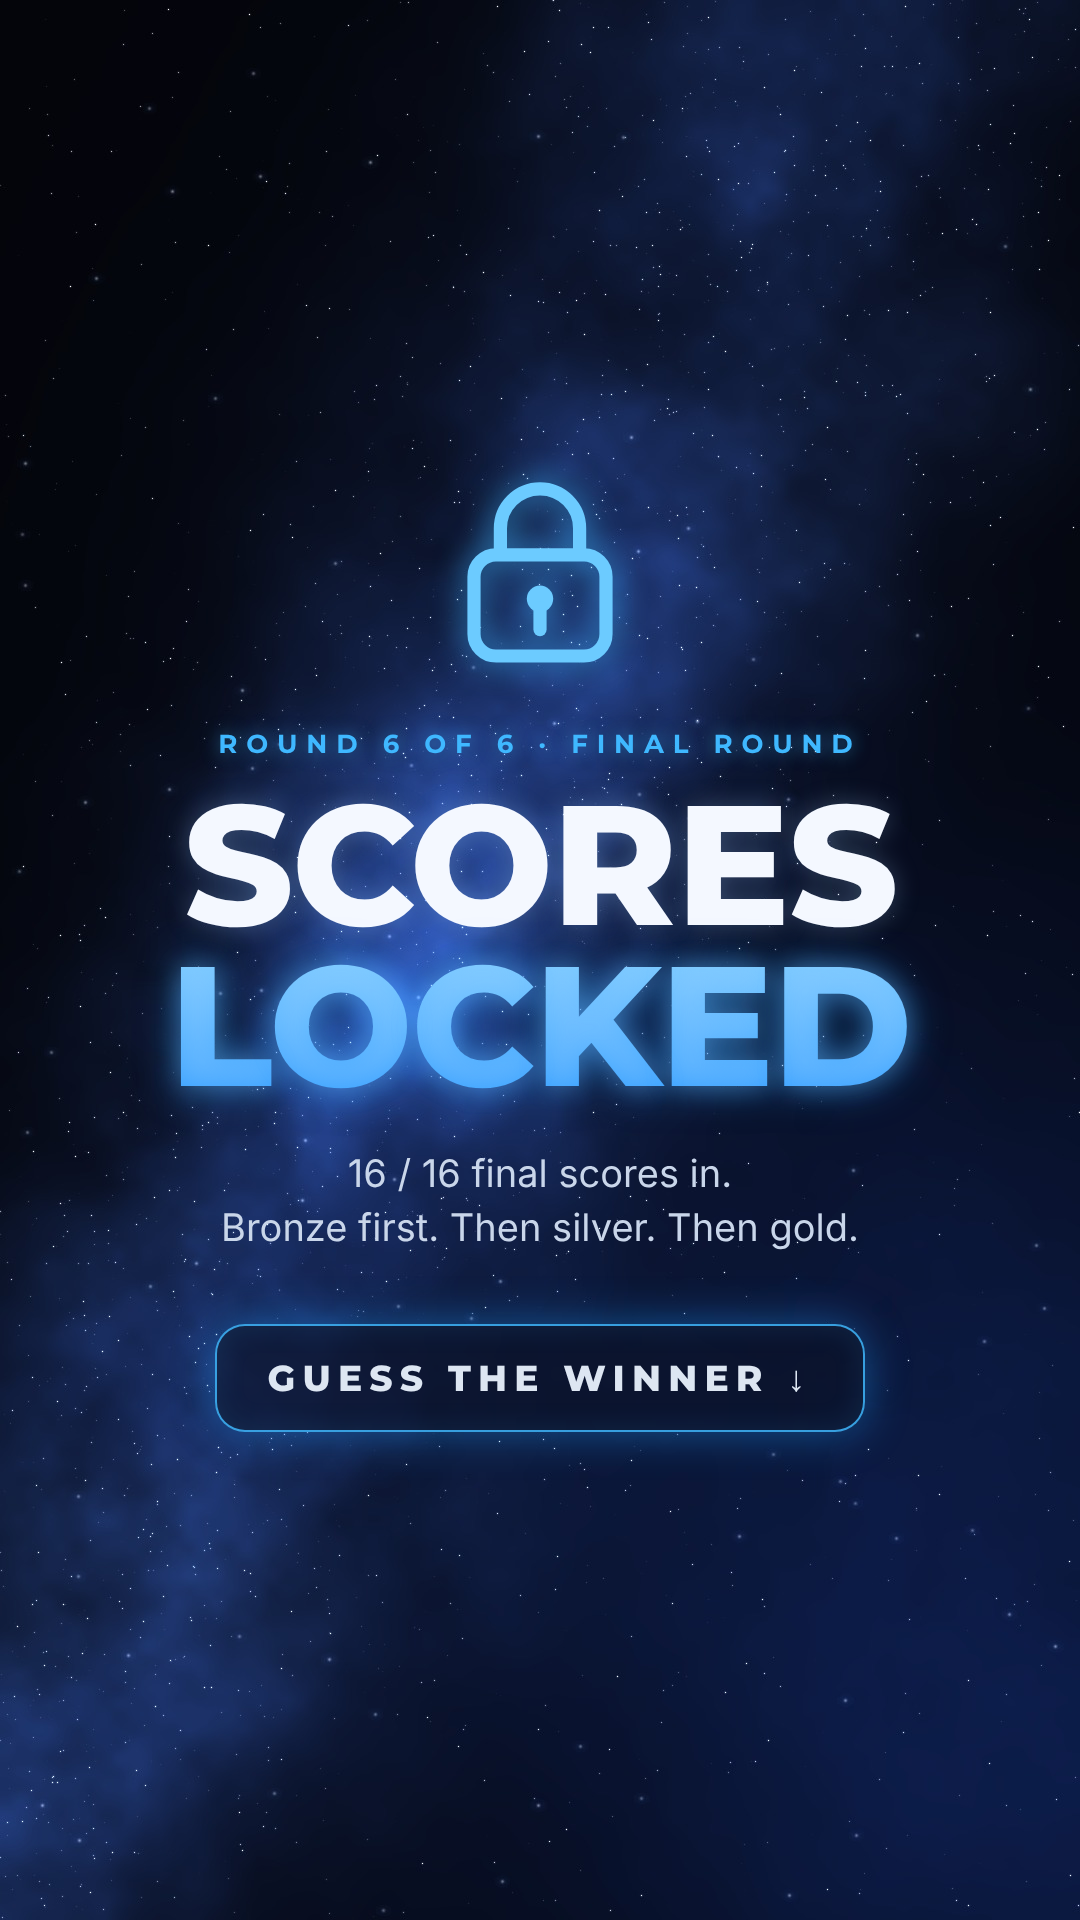 ROUND 6 OF 6 · FINAL ROUND
SCORES
LOCKED
16 / 16 final scores in.
Bronze first. Then silver. Then gold.
GUESS THE WINNER ↓